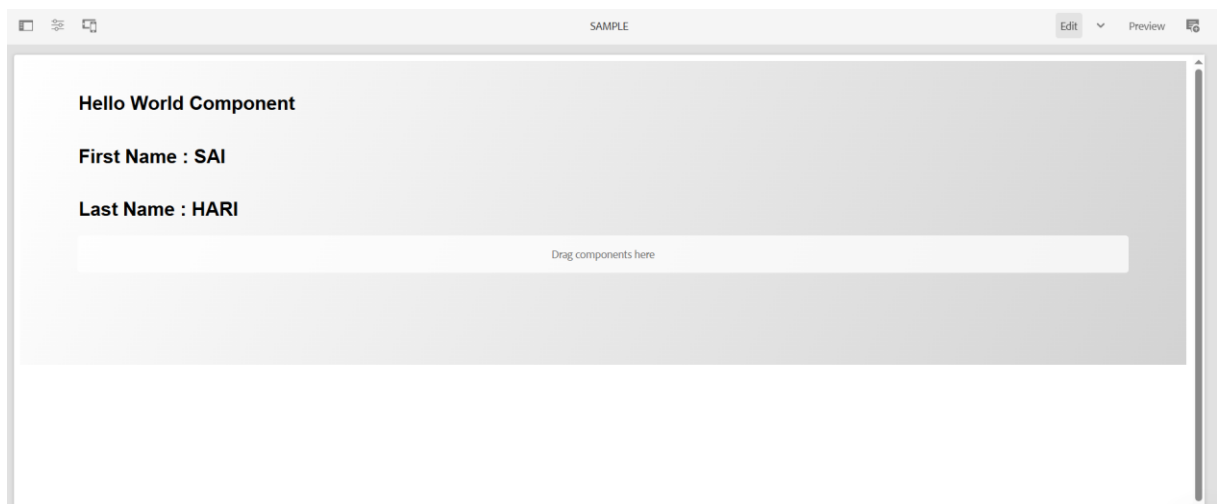 SAMPLE
Edit
Preview
Hello World Component
First Name : SAI
Last Name : HARI
Drag components here